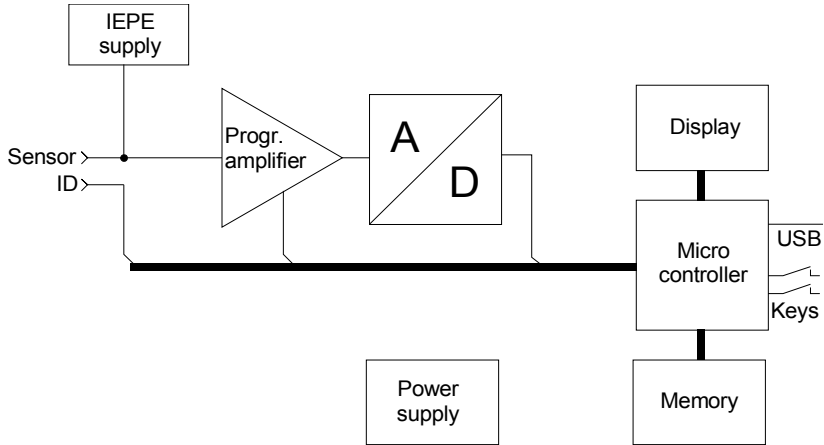 IEPE
supply
Progr.
amplifier
A
D
Display
Sensor
ID
Micro
controller
USB
Keys
Power
supply
Memory